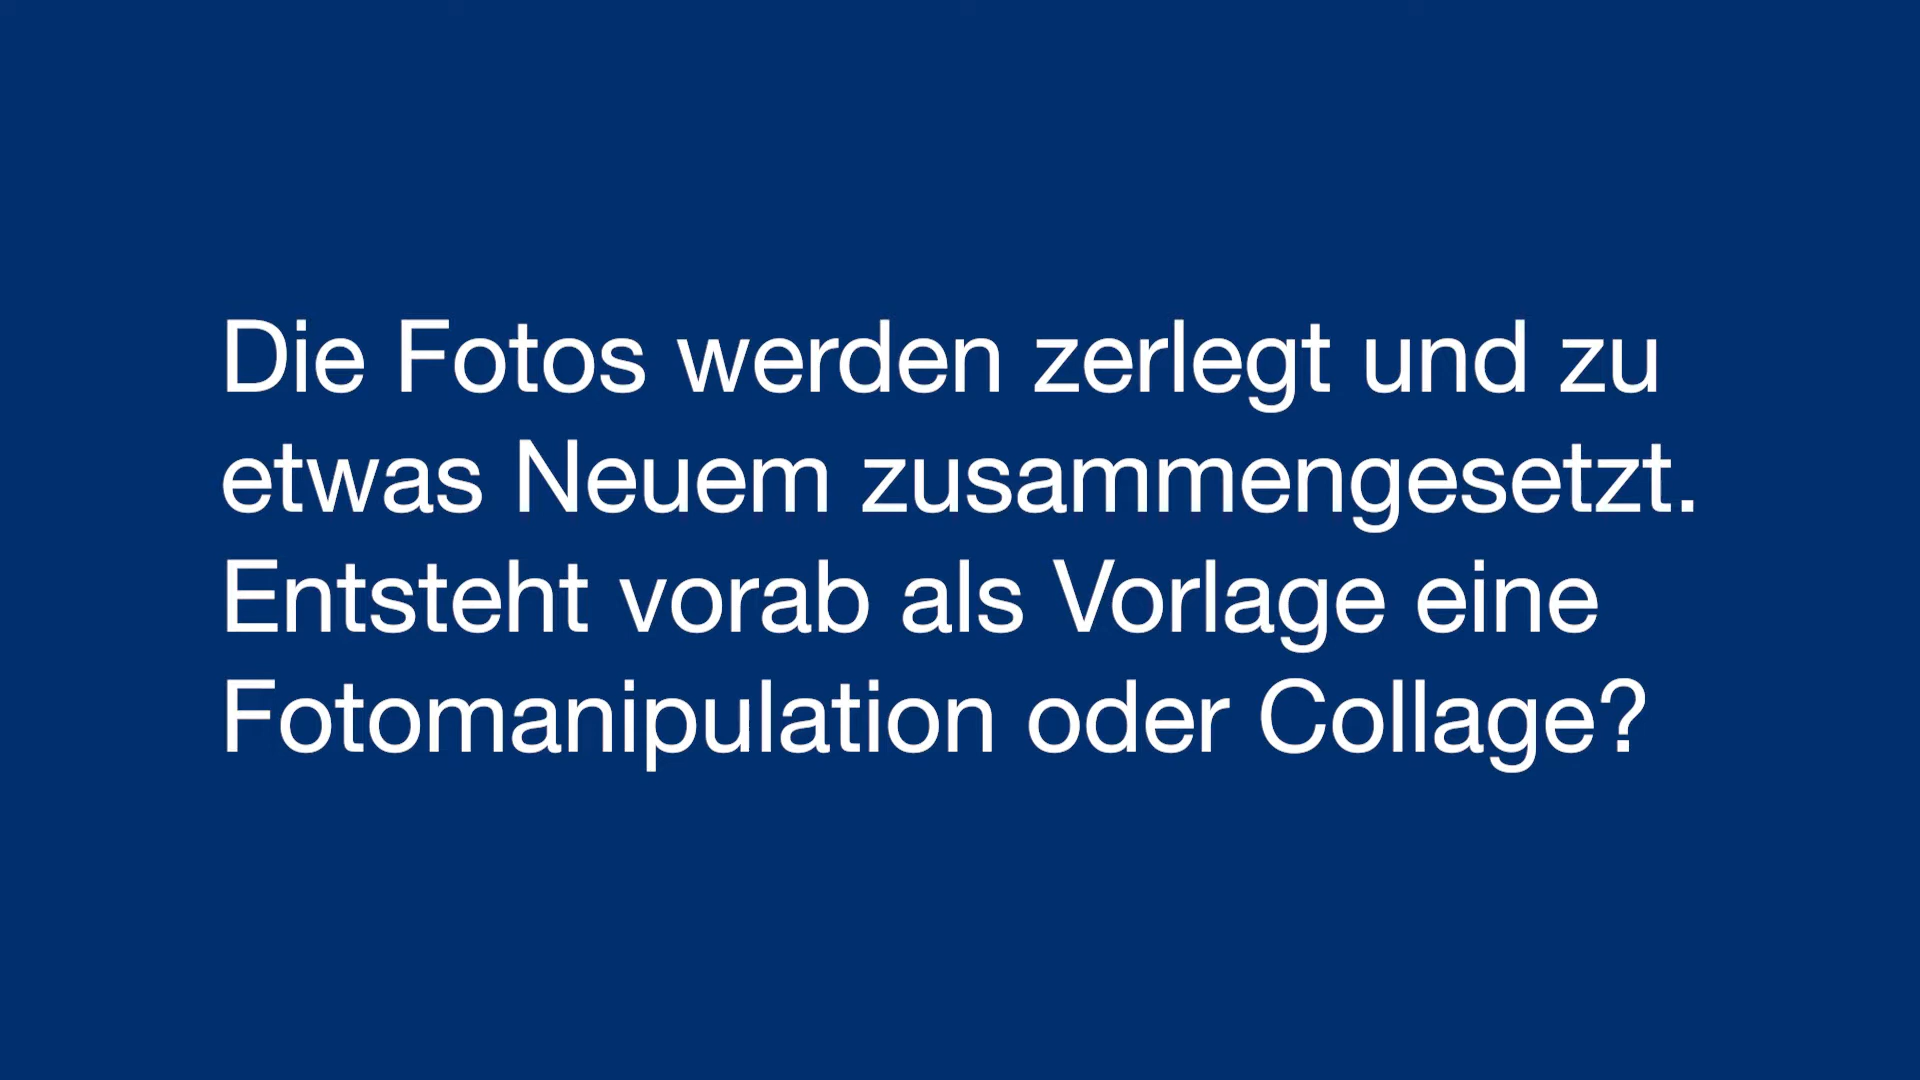 Die Fotos werden zerlegt und zu
etwas Neuem zusammengesetzt.
Entsteht vorab als Vorlage eine
Fotomanipulation oder Collage?